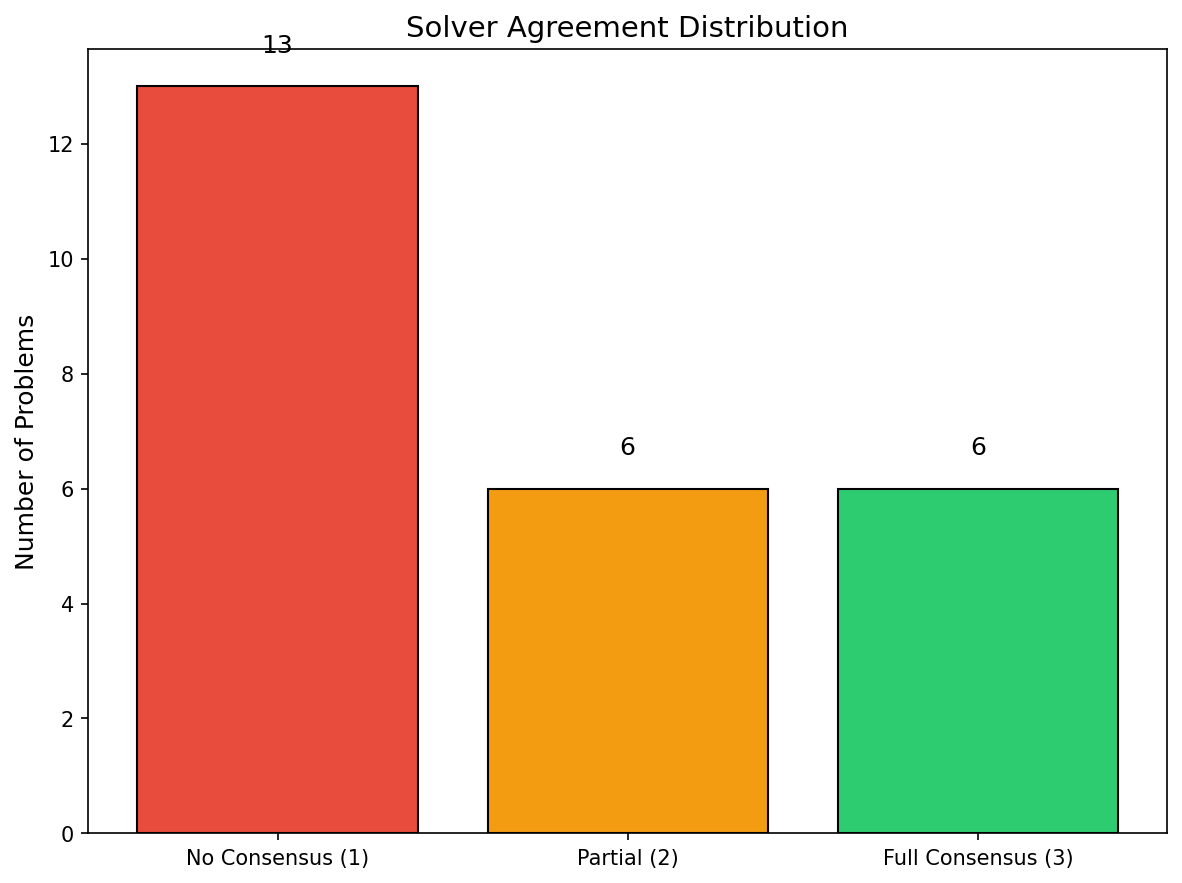 Solver Agreement Distribution
13
12
10
8
6
4
2
0
6
6
Number of Problems
No Consensus (1)
Partial (2)
Full Consensus (3)